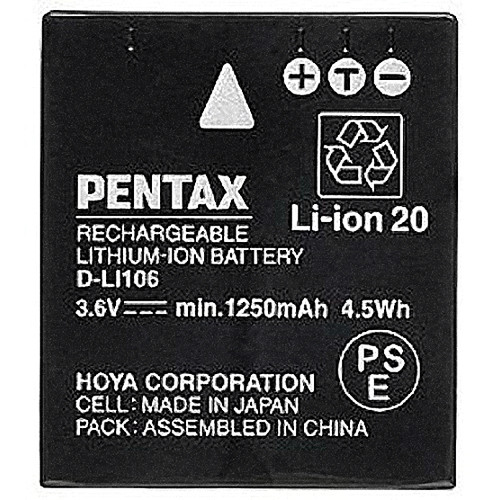 + T −
Li-ion 20
PENTAX
RECHARGEABLE
LITHIUM-ION BATTERY
D-LI106
3.6V⎓ min.1250mAh 4.5Wh
PS
E
HOYA CORPORATION
CELL: MADE IN JAPAN
PACK: ASSEMBLED IN CHINA